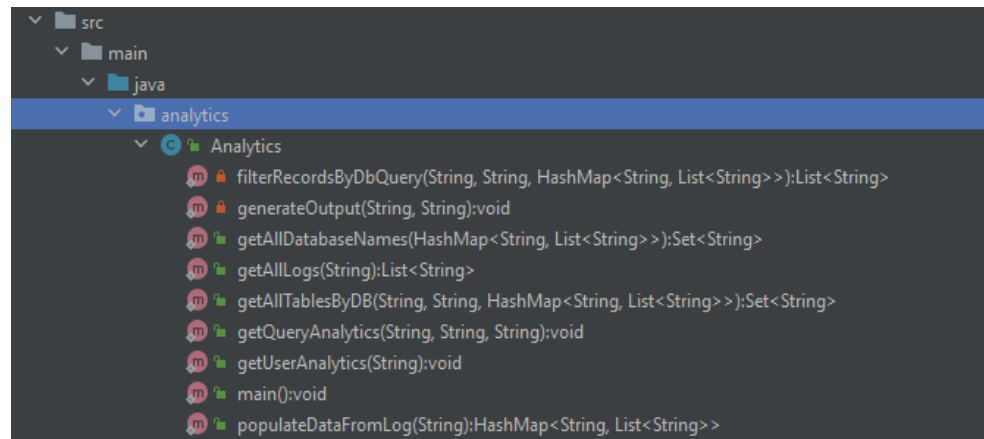 src
main
java
analytics
C Analytics
m filterRecordsByDbQuery(String, String, HashMap<String, List<String>>):List<String>
m generateOutput(String, String):void
m getAllDatabaseNames(HashMap<String, List<String>>):Set<String>
m getAllLogs(String):List<String>
m getAllTablesByDB(String, String, HashMap<String, List<String>>):Set<String>
m getQueryAnalytics(String, String, String):void
m getUserAnalytics(String):void
m main():void
m populateDataFromLog(String):HashMap<String, List<String>>